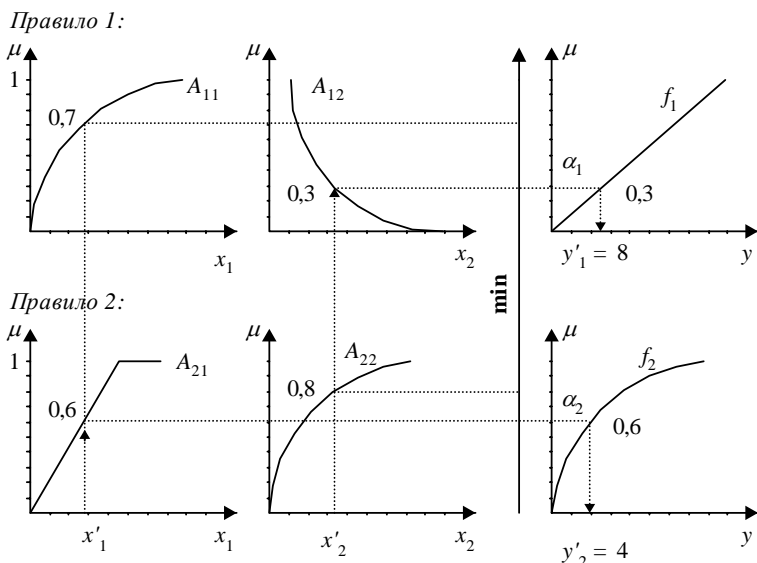 Правило 1:
μ μ μ
1 A₁₁ A₁₂ f₁
0,7
α₁
0,3 0,3
x₁ x₂ y′₁ = 8 y
min
Правило 2:
μ μ μ
1 A₂₁ A₂₂ f₂
0,8
0,6 α₂ 0,6
x′₁ x₁ x′₂ x₂ y
y′₂ = 4